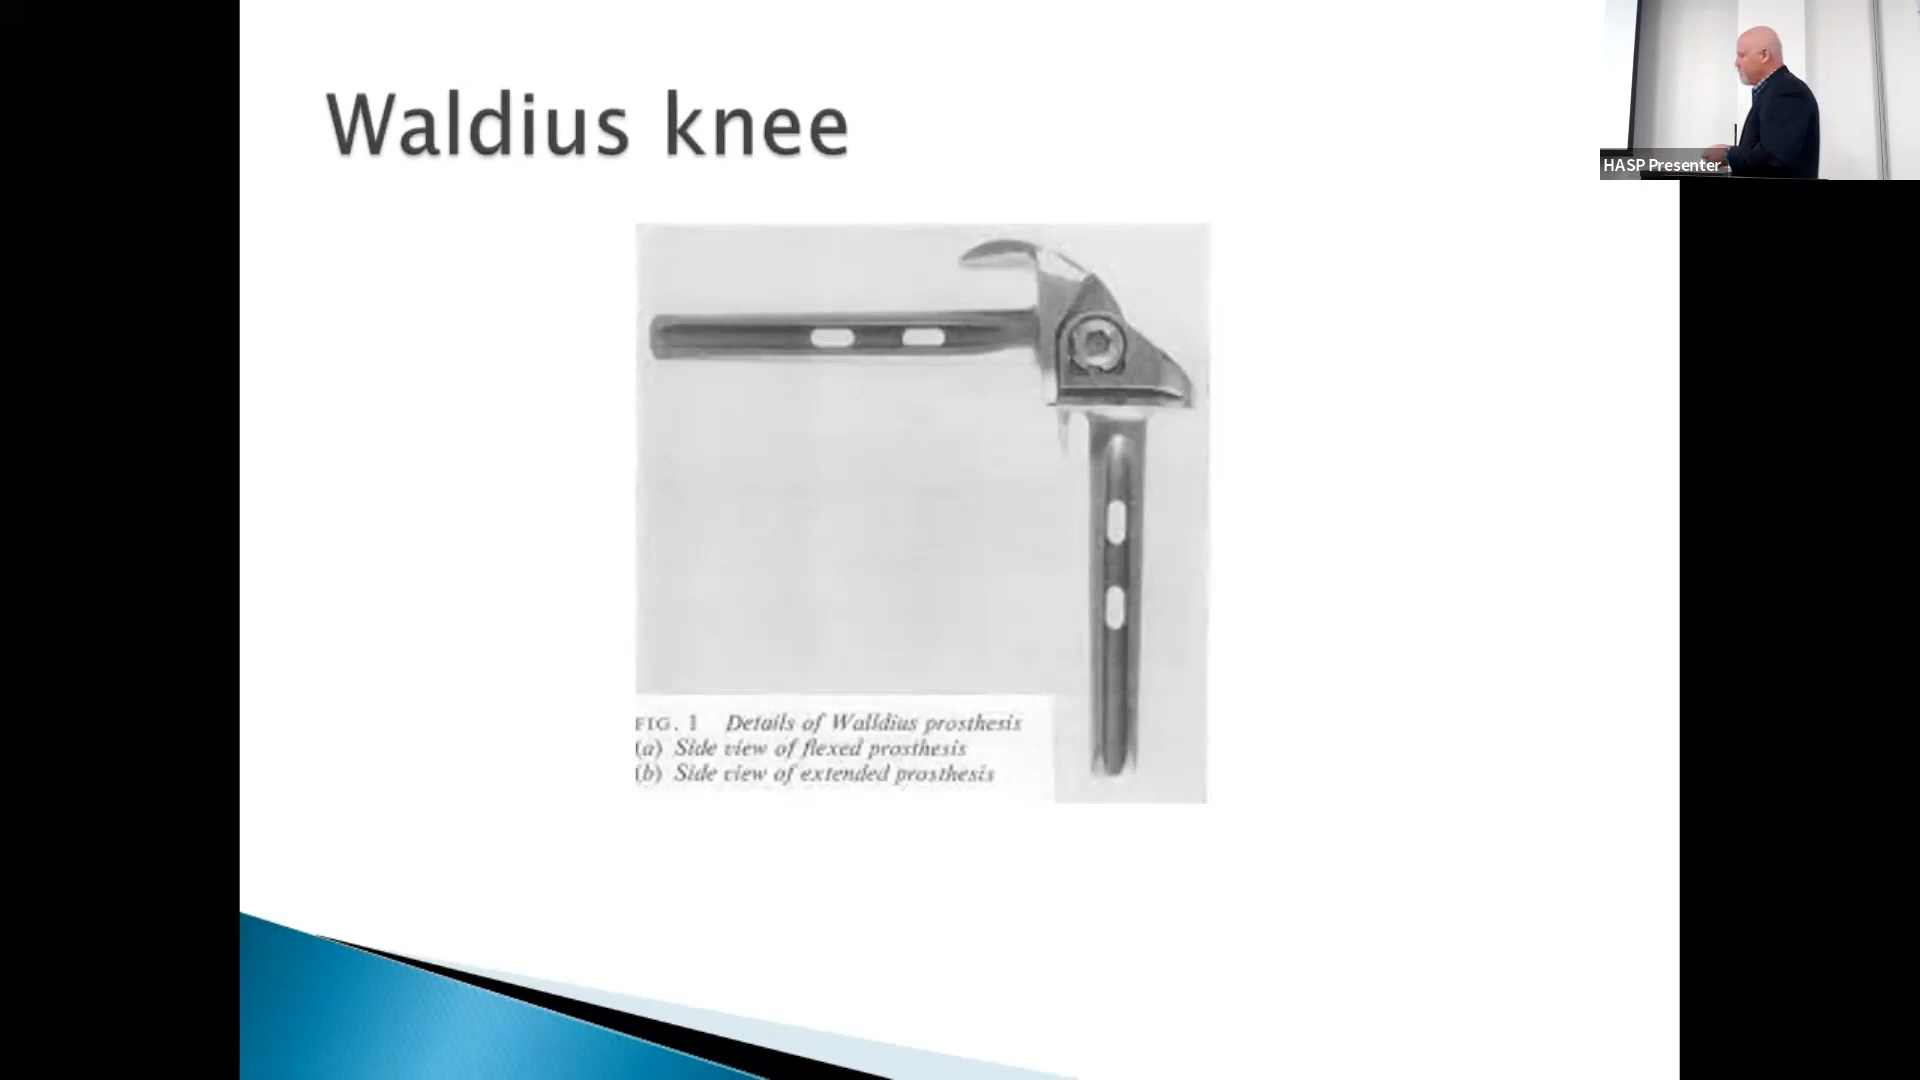 Waldius knee
HASP Presenter
FIG. 1 Details of Walldius prosthesis
(a) Side view of flexed prosthesis
(b) Side view of extended prosthesis